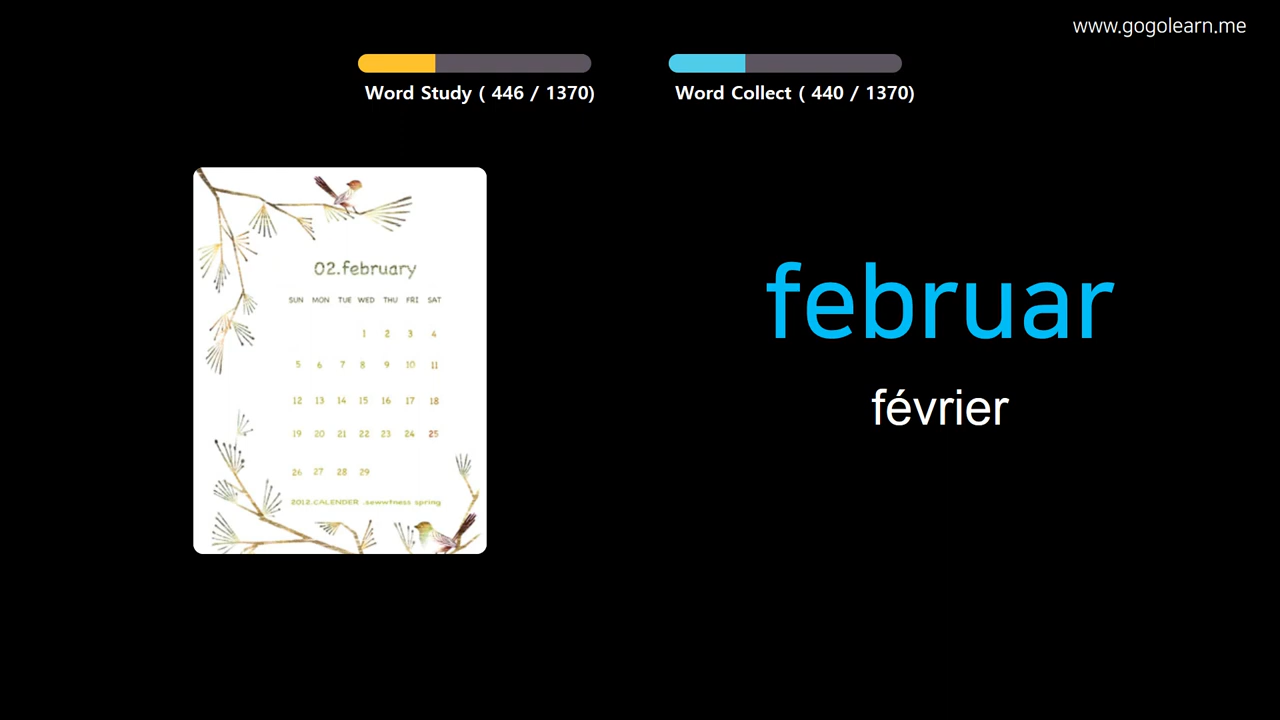 www.gogolearn.me
Word Study ( 446 / 1370)
Word Collect ( 440 / 1370)
02.february
SUN MON TUE WED THU FRI SAT
1 2 3 4
5 6 7 8 9 10 11
12 13 14 15 16 17 18
19 20 21 22 23 24 25
26 27 28 29
2012.CALENDER .sewwtness spring
februar
février